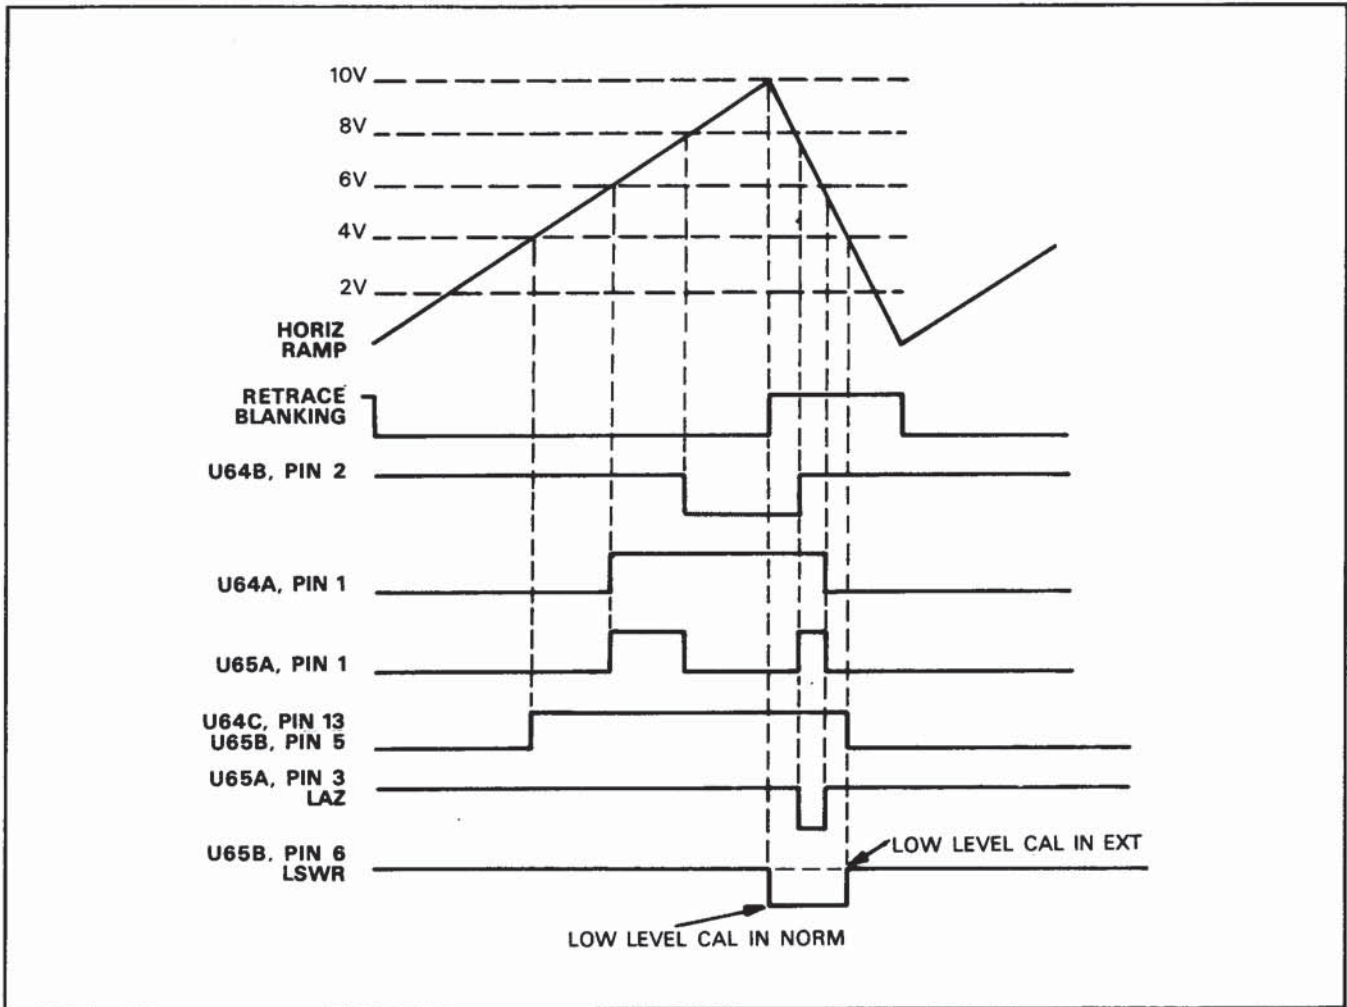 10V
8V
6V
4V
2V
HORIZ
RAMP
RETRACE
BLANKING
U64B, PIN 2
U64A, PIN 1
U65A, PIN 1
U64C, PIN 13
U65B, PIN 5
U65A, PIN 3
LAZ
U65B, PIN 6
LSWR
LOW LEVEL CAL IN EXT
LOW LEVEL CAL IN NORM